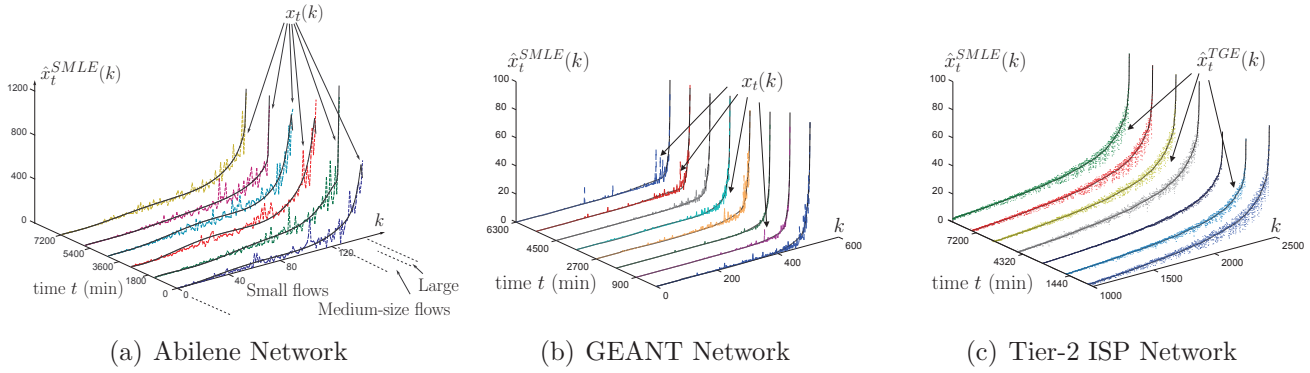 x_t(k)
x̂_t^{SMLE}(k)
1200
800
400
0
7200
5400
3600
1800
0
time t (min)
0
40
80
120
k
Small flows
Medium-size flows
Large
(a) Abilene Network
x̂_t^{SMLE}(k)
x_t(k)
100
80
60
40
20
0
6300
4500
2700
900
time t (min)
0
200
400
600
k
(b) GEANT Network
x̂_t^{SMLE}(k)
x̂_t^{TGE}(k)
100
80
60
40
20
0
7200
4320
1440
time t (min)
1000
1500
2000
2500
k
(c) Tier-2 ISP Network